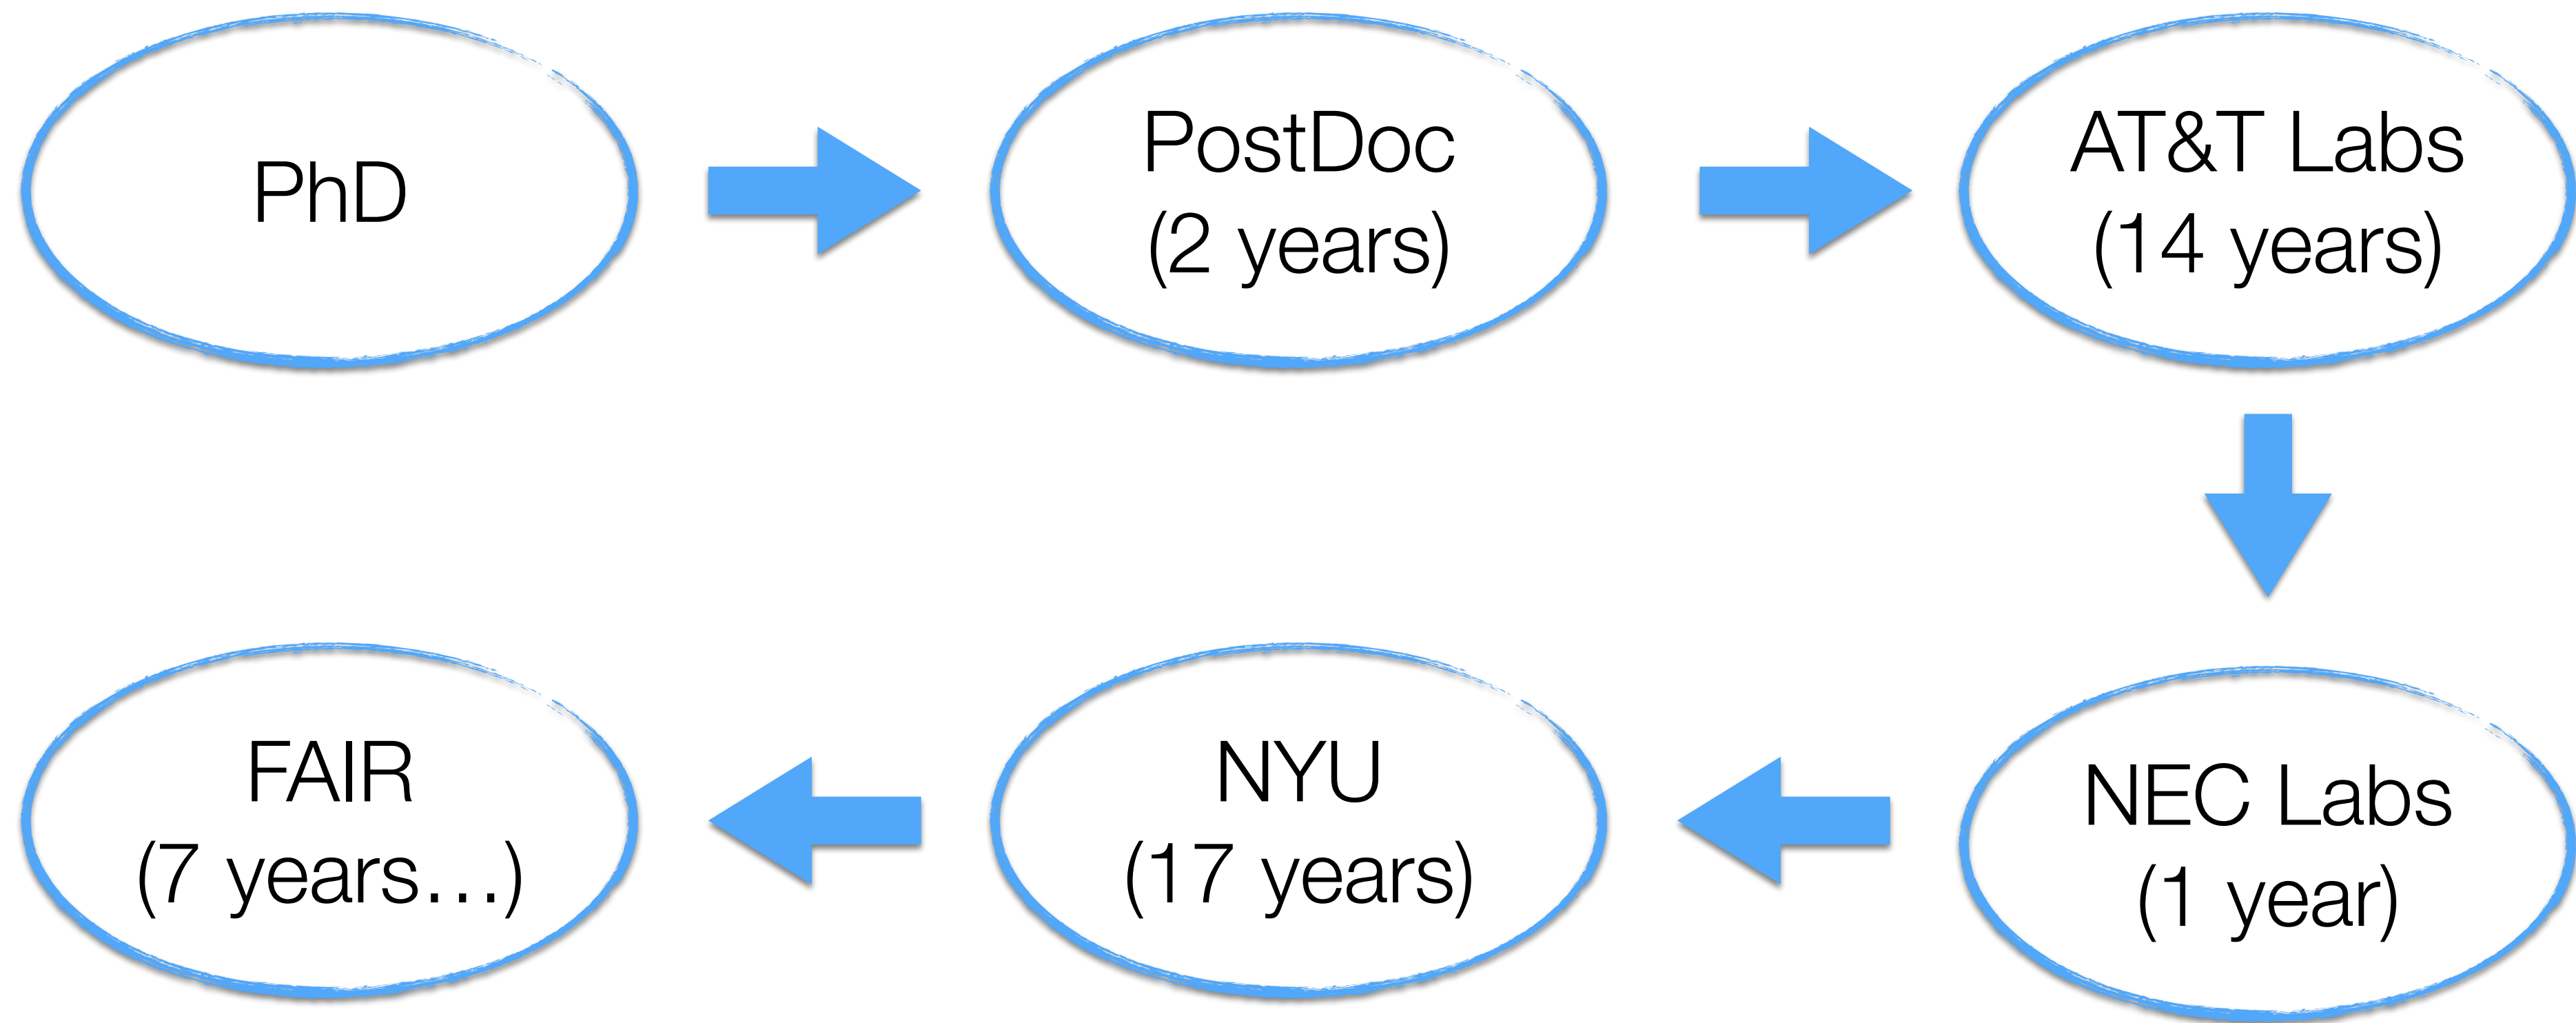 PhD
PostDoc
(2 years)
AT&T Labs
(14 years)
NEC Labs
(1 year)
NYU
(17 years)
FAIR
(7 years…)